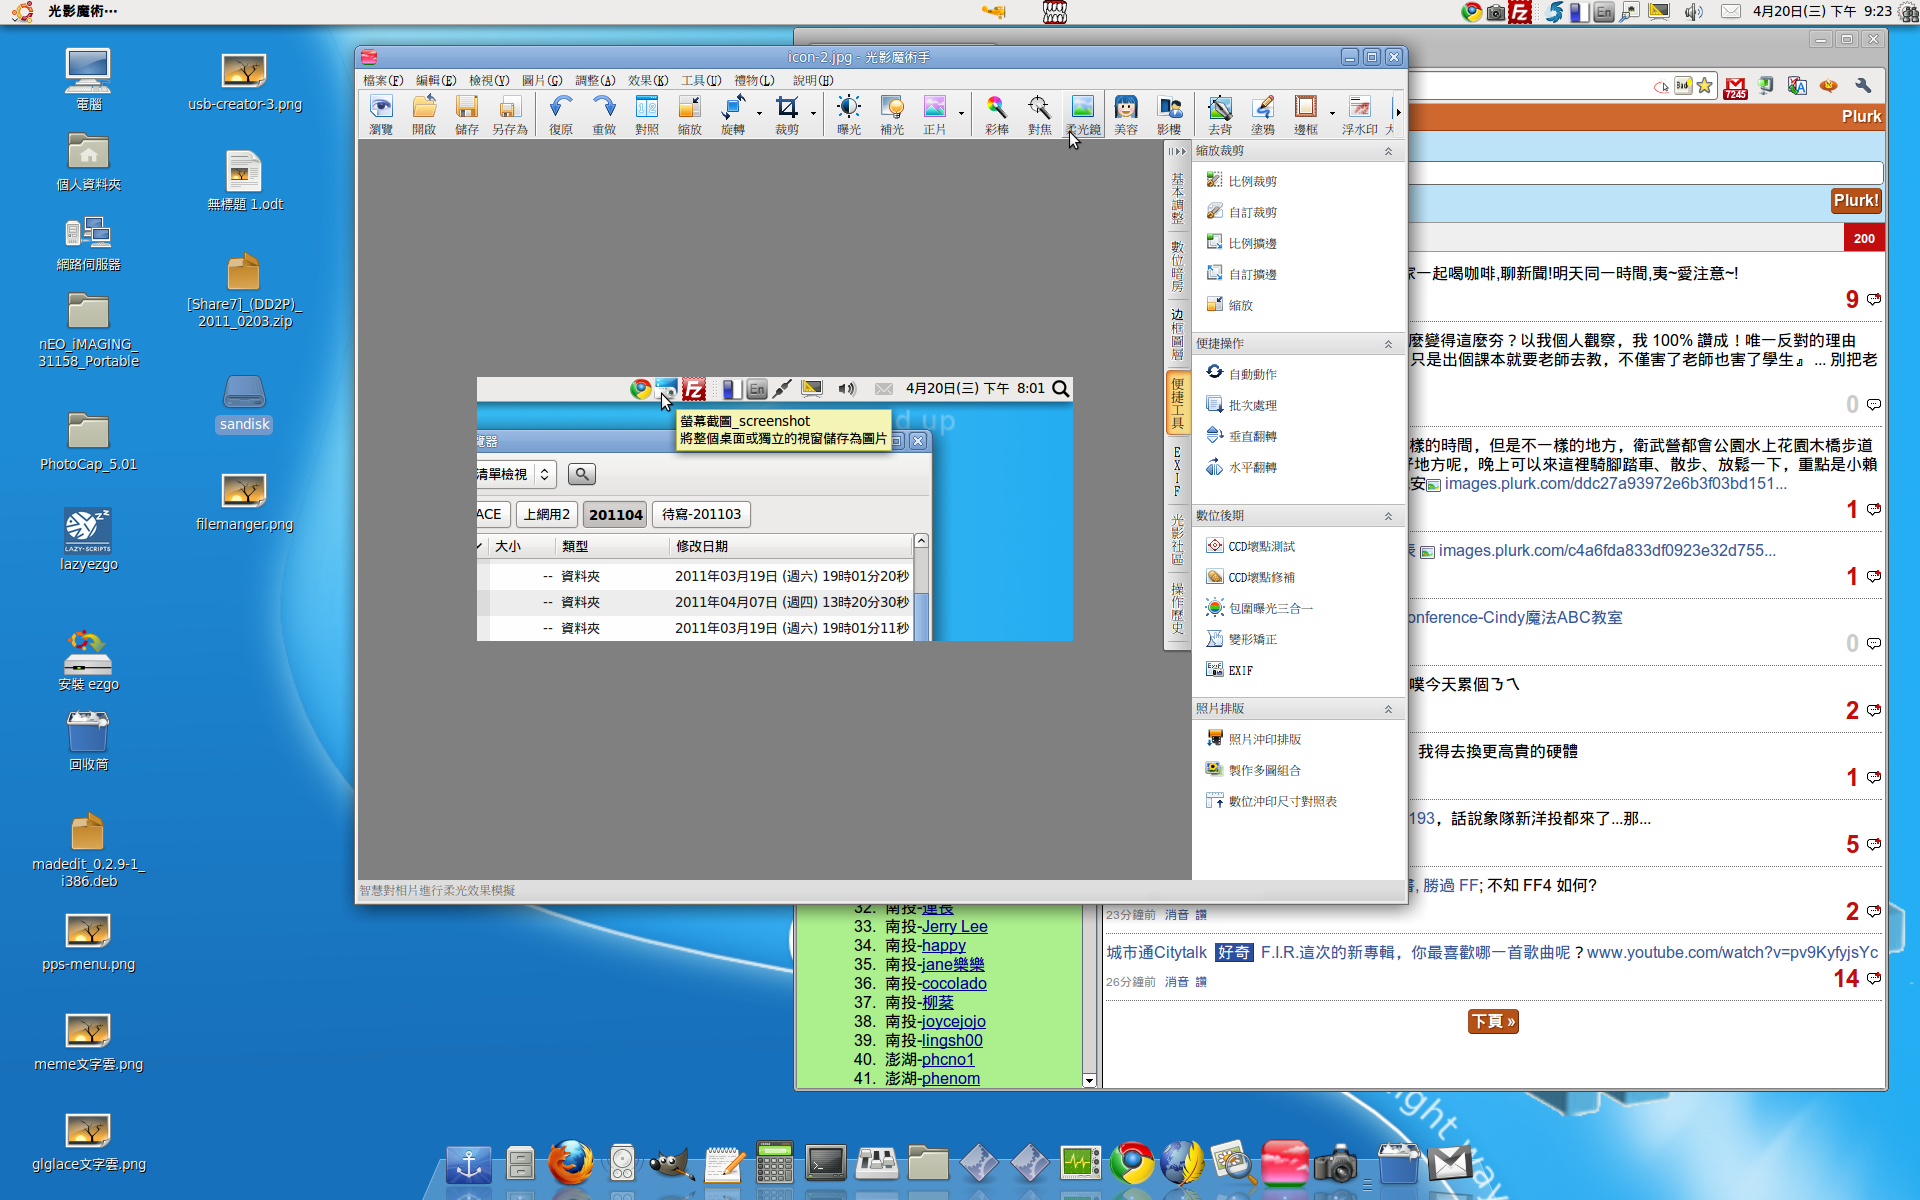 光影魔術…
En
4月20日(三) 下午 9:23
電腦
usb-creator-3.png
個人資料夾
無標題 1.odt
網路伺服器
[Share7]_(DD2P)_
2011_0203.zip
nEO_iMAGING_
31158_Portable
sandisk
PhotoCap_5.01
filemanger.png
LAZY-SCRIPTS
lazyezgo
安裝 ezgo
回收筒
madedit_0.2.9-1_
i386.deb
pps-menu.png
meme文字雲.png
glglace文字雲.png
icon-2.jpg - 光影魔術手
檔案(F) 編輯(E) 檢視(V) 圖片(G) 調整(A) 效果(K) 工具(U) 禮物(L) 說明(H)
瀏覽 開啟 儲存 另存為 復原 重做 對照 縮放 旋轉 裁剪 曝光 補光 正片 彩棒 對焦 柔光鏡 美容 影樓 去背 塗鴉 邊框 浮水印
基本調整
數位暗房
边框圖層
便捷工具
EXIF
光影社區
操作歷史
缩放裁剪
比例裁剪
自訂裁剪
比例擴邊
自訂擴邊
缩放
便捷操作
自動動作
批次處理
垂直翻轉
水平翻轉
數位後期
CCD壞點測試
CCD壞點修補
包圍曝光三合一
變形矯正
EXIF
照片排版
照片沖印排版
製作多圖組合
數位沖印尺寸對照表
En
4月20日(三) 下午 8:01
螢幕截圖_screenshot
將整個桌面或獨立的視窗儲存為圖片
d up
覽器
清單檢視
ACE 上網用2 201104 待寫-201103
大小 類型 修改日期
-- 資料夾 2011年03月19日 (週六) 19時01分20秒
-- 資料夾 2011年04月07日 (週四) 13時20分30秒
-- 資料夾 2011年03月19日 (週六) 19時01分11秒
智慧對相片進行柔光效果模擬
7245
Plurk
Plurk!
200
家一起喝咖啡,聊新聞!明天同一時間,夷~愛注意~!
9
麼變得這麼夯？以我個人觀察，我 100% 讚成！唯一反對的理由
只是出個課本就要老師去教，不僅害了老師也害了學生』 ... 別把老
0
樣的時間，但是不一樣的地方，衛武營都會公園水上花園木橋步道
地方呢，晚上可以來這裡騎腳踏車、散步、放鬆一下，重點是小賴
安 images.plurk.com/ddc27a93972e6b3f03bd151...
1
images.plurk.com/c4a6fda833df0923e32d755...
1
onference-Cindy魔法ABC教室
0
噗今天累個ㄋㄟ
2
我得去換更高貴的硬體
1
193，話說象隊新洋投都來了...那...
5
勝過 FF; 不知 FF4 如何?
23分鐘前 消音 讚
2
城市通Citytalk 好奇 F.I.R.這次的新專輯，你最喜歡哪一首歌曲呢？www.youtube.com/watch?v=pv9KyfyjsYc
26分鐘前 消音 讚
14
下頁 »
32. 南投-蓮長
33. 南投-Jerry Lee
34. 南投-happy
35. 南投-jane樂樂
36. 南投-cocolado
37. 南投-柳葉
38. 南投-joycejojo
39. 南投-lingsh00
40. 澎湖-phcno1
41. 澎湖-phenom